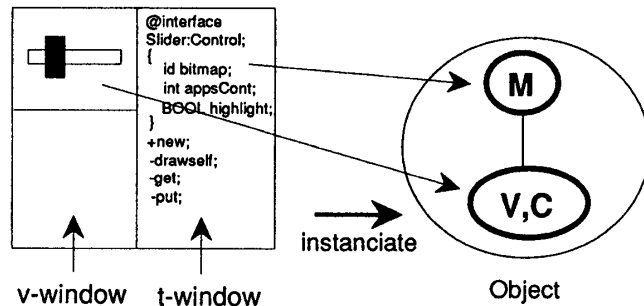 @interface
Slider:Control;
{
id bitmap;
int appsCont;
BOOL highlight;
}
+new;
-drawself;
-get;
-put;
M
V,C
instanciate
v-window
t-window
Object